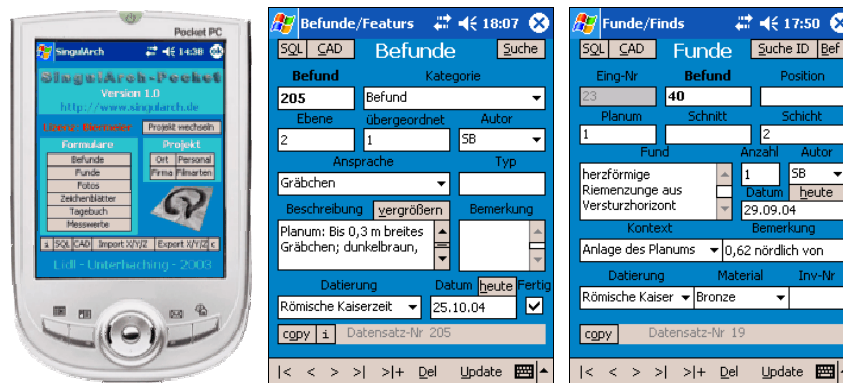 Pocket PC
SingulArch 14:38
SingulArch-Pocket
Version 1.0
http://www.singularch.de
Projekt wechseln
Formulare Projekt
Befunde Ort Personal
Funde Firma Filmarten
Fotos
Zeichenblätter
Tagebuch
Messwerte
i SQL CAD Import X/Y/Z Export X/Y/Z c
Lidl - Unterhaching - 2003
Befunde/Featurs 18:07
SQL CAD Befunde Suche
Befund Kategorie
205 Befund
Ebene übergeordnet Autor
2 1 SB
Ansprache Typ
Gräbchen
Beschreibung vergrößern Bemerkung
Planum: Bis 0,3 m breites
Gräbchen; dunkelbraun,
Datierung Datum heute Fertig
Römische Kaiserzeit 25.10.04
copy i Datensatz-Nr 205
|< < > >| >|+ Del Update
Funde/Finds 17:50
SQL CAD Funde Suche ID Bef
Eing-Nr Befund Position
23 40
Planum Schnitt Schicht
1 2
Fund Anzahl Autor
herzförmige 1 SB
Riemenzunge aus Datum heute
Versturzhorizont 29.09.04
Kontext Bemerkung
Anlage des Planums 0,62 nördlich von
Datierung Material Inv-Nr
Römische Kaiser Bronze
copy Datensatz-Nr 19
|< < > >| >|+ Del Update